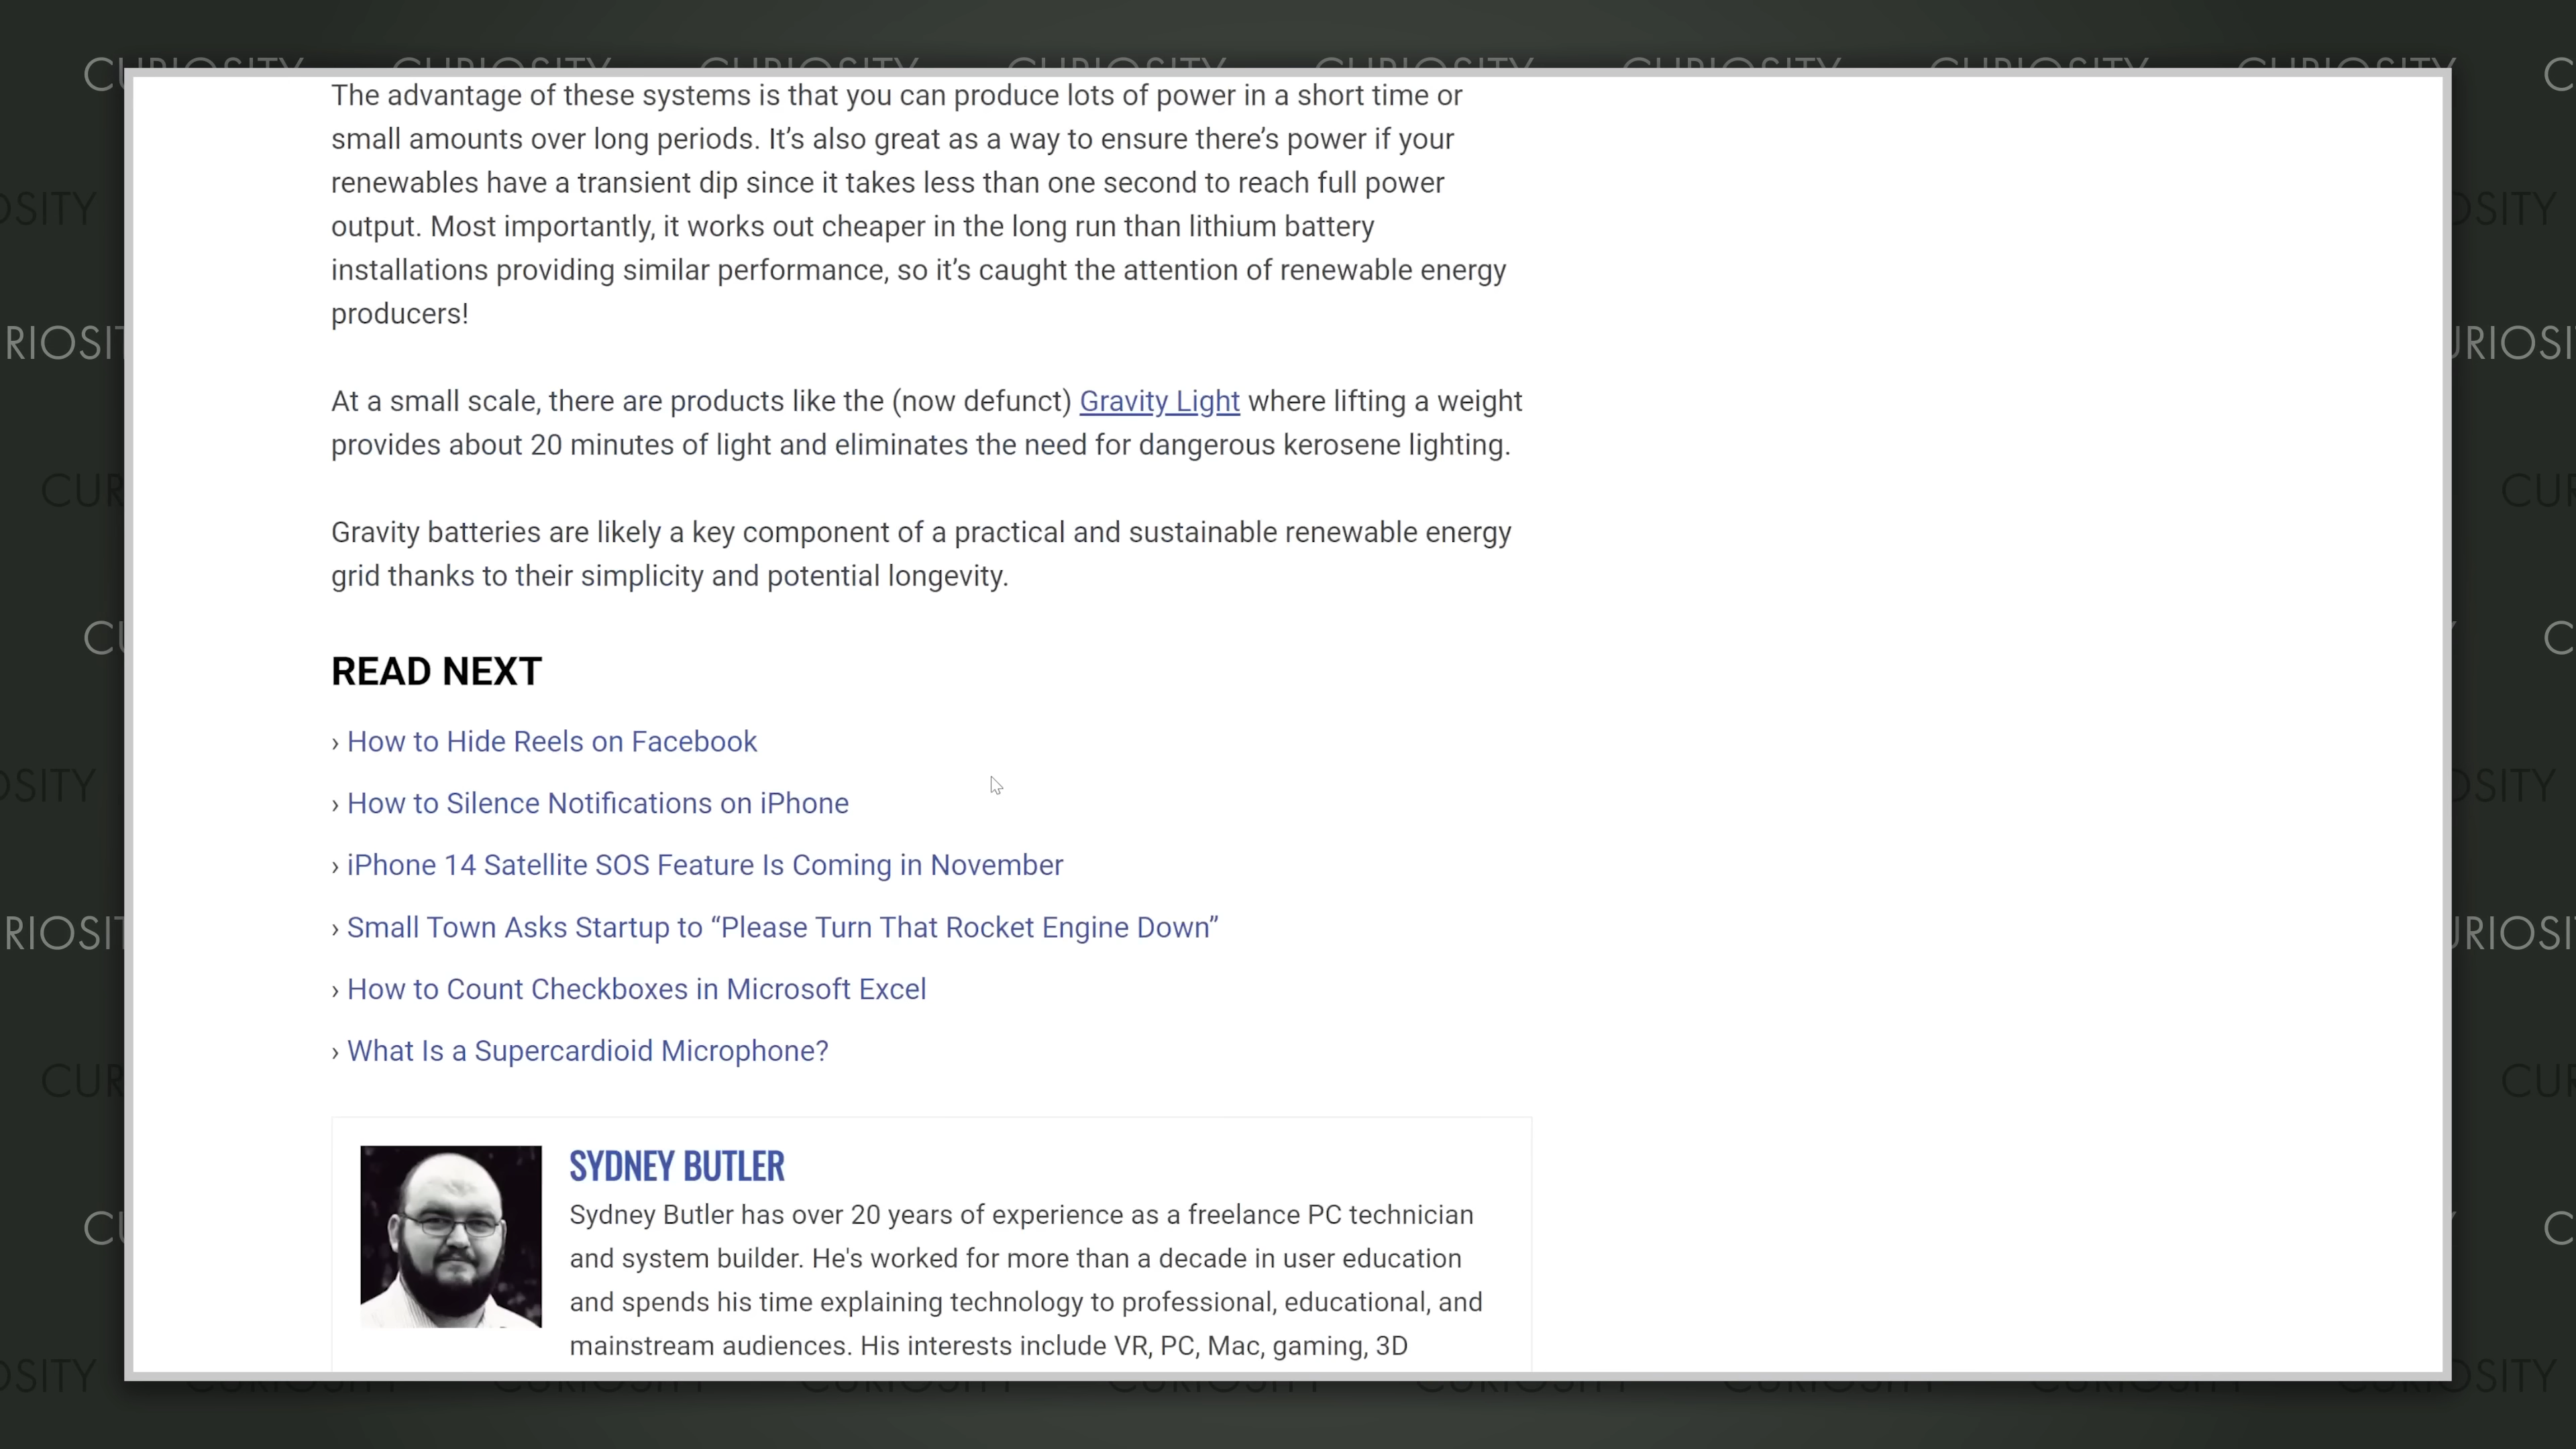 CURIOSITY CURIOSITY CURIOSITY CURIOSITY CURIOSITY CURIOSITY CURIOSITY CURIOSITY
The advantage of these systems is that you can produce lots of power in a short time or
small amounts over long periods. It’s also great as a way to ensure there’s power if your
renewables have a transient dip since it takes less than one second to reach full power
output. Most importantly, it works out cheaper in the long run than lithium battery
installations providing similar performance, so it’s caught the attention of renewable energy
producers!
At a small scale, there are products like the (now defunct) Gravity Light where lifting a weight
provides about 20 minutes of light and eliminates the need for dangerous kerosene lighting.
Gravity batteries are likely a key component of a practical and sustainable renewable energy
grid thanks to their simplicity and potential longevity.
READ NEXT
› How to Hide Reels on Facebook
› How to Silence Notifications on iPhone
› iPhone 14 Satellite SOS Feature Is Coming in November
› Small Town Asks Startup to “Please Turn That Rocket Engine Down”
› How to Count Checkboxes in Microsoft Excel
› What Is a Supercardioid Microphone?
SYDNEY BUTLER
Sydney Butler has over 20 years of experience as a freelance PC technician
and system builder. He's worked for more than a decade in user education
and spends his time explaining technology to professional, educational, and
mainstream audiences. His interests include VR, PC, Mac, gaming, 3D